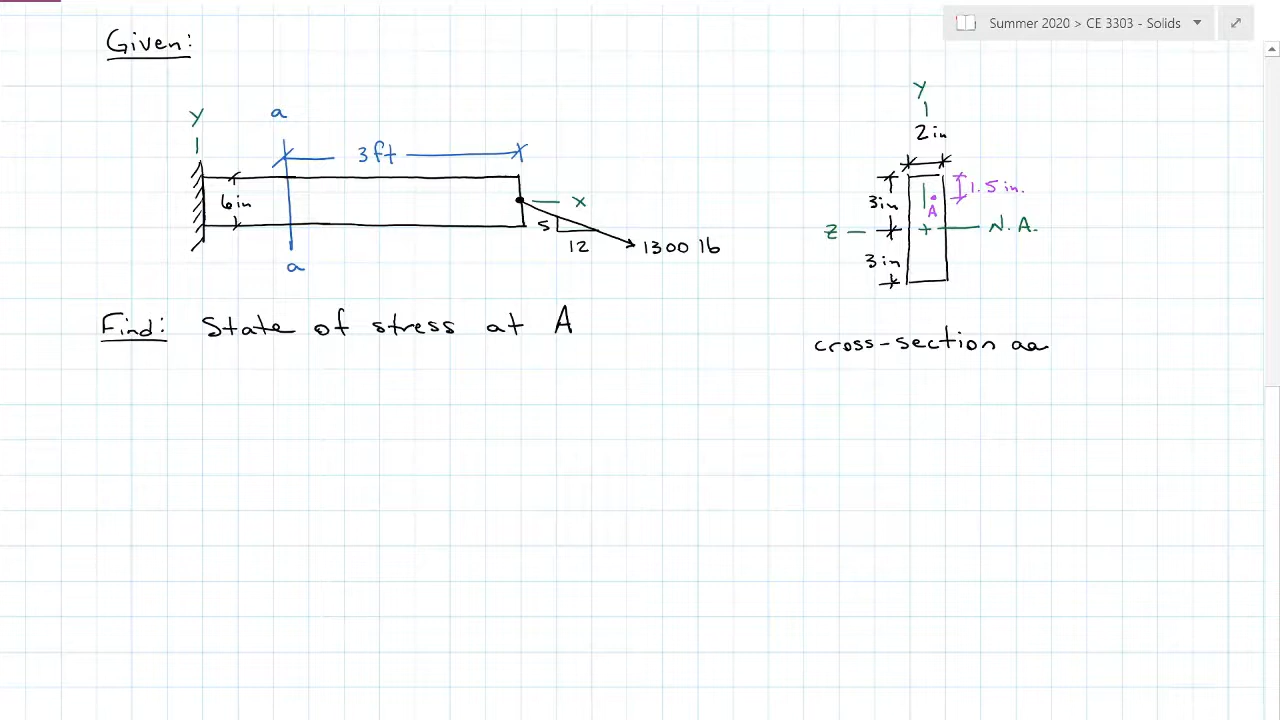 Summer 2020 > CE 3303 - Solids
Given:
Y
a
3ft
6in
x
5
12
1300 lb
a
Y
2in
3in
1.5 in.
A
Z
N.A.
3in
cross-section aa
Find: State of stress at A